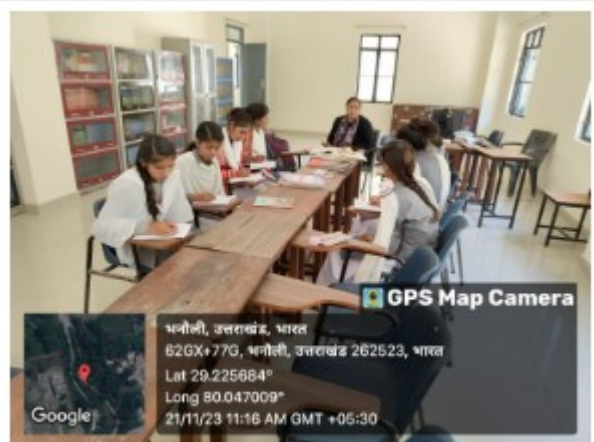 GPS Map Camera
भनौली, उत्तराखंड, भारत
62GX+77G, भनौली, उत्तराखंड 262523, भारत
Lat 29.225684°
Long 80.047009°
21/11/23 11:16 AM GMT +05:30
Google